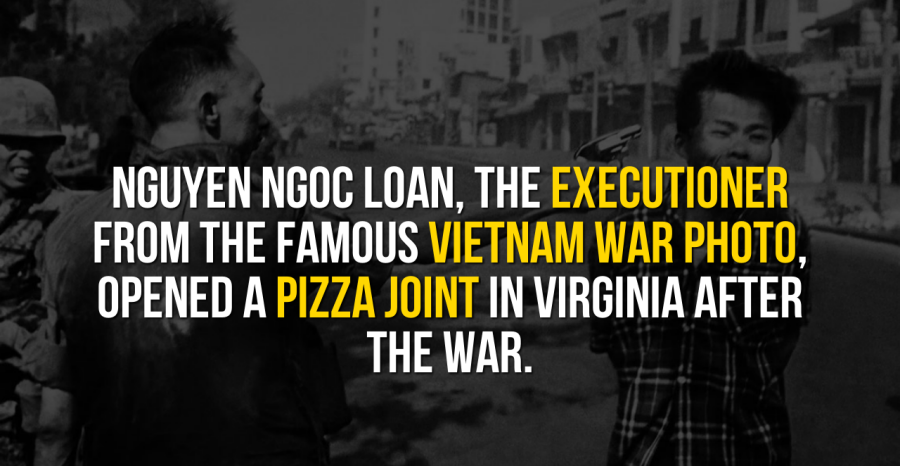 NGUYEN NGOC LOAN, THE EXECUTIONER
FROM THE FAMOUS VIETNAM WAR PHOTO,
OPENED A PIZZA JOINT IN VIRGINIA AFTER
THE WAR.